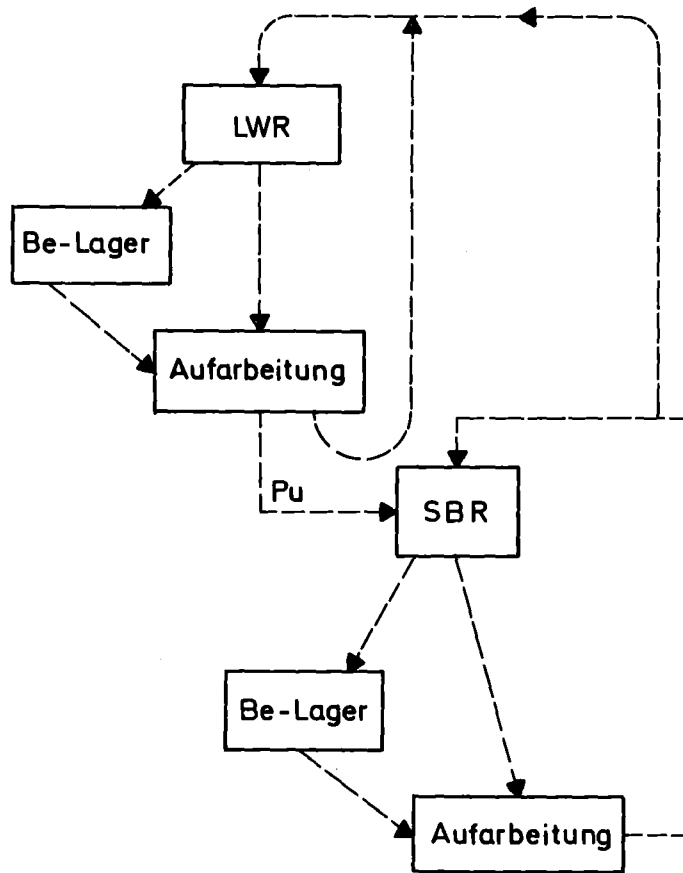 LWR
Be-Lager
Aufarbeitung
Pu
SBR
Be-Lager
Aufarbeitung